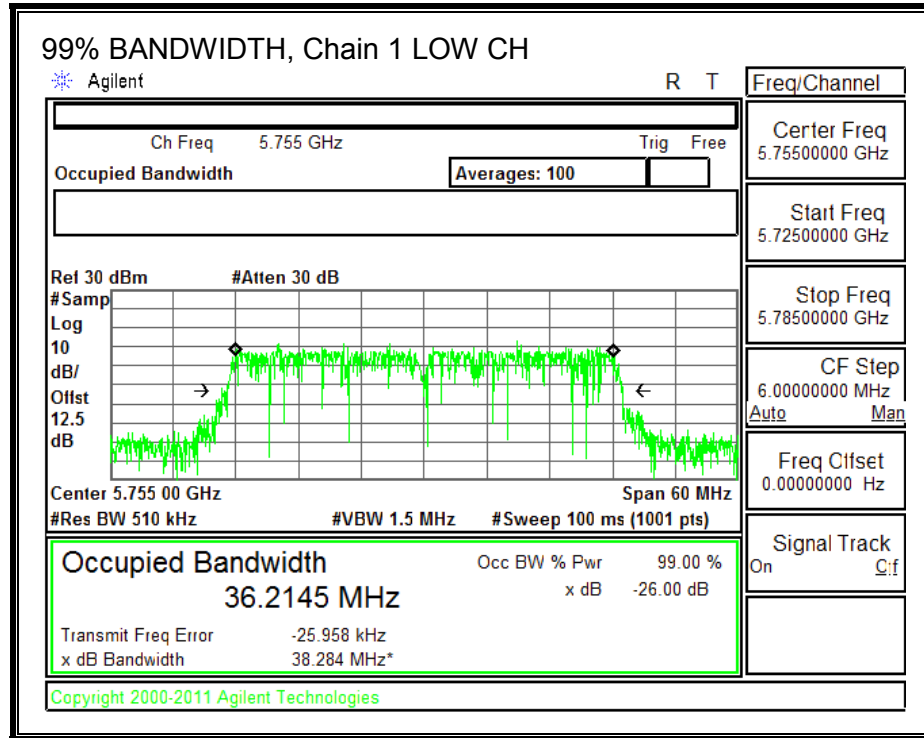 99% BANDWIDTH, Chain 1 LOW CH
Agilent R T
Freq/Channel
Ch Freq 5.755 GHz Trig Free
Occupied Bandwidth Averages: 100
Center Freq
5.75500000 GHz
Start Freq
5.72500000 GHz
Stop Freq
5.78500000 GHz
CF Step
6.00000000 MHz
Auto Man
Freq Offset
0.00000000 Hz
Signal Track
On Off
Ref 30 dBm #Atten 30 dB
#Samp
Log
10
dB/
Offst
12.5
dB
Center 5.755 00 GHz Span 60 MHz
#Res BW 510 kHz #VBW 1.5 MHz #Sweep 100 ms (1001 pts)
Occupied Bandwidth Occ BW % Pwr 99.00 %
36.2145 MHz x dB -26.00 dB
Transmit Freq Error -25.958 kHz
x dB Bandwidth 38.284 MHz*
Copyright 2000-2011 Agilent Technologies